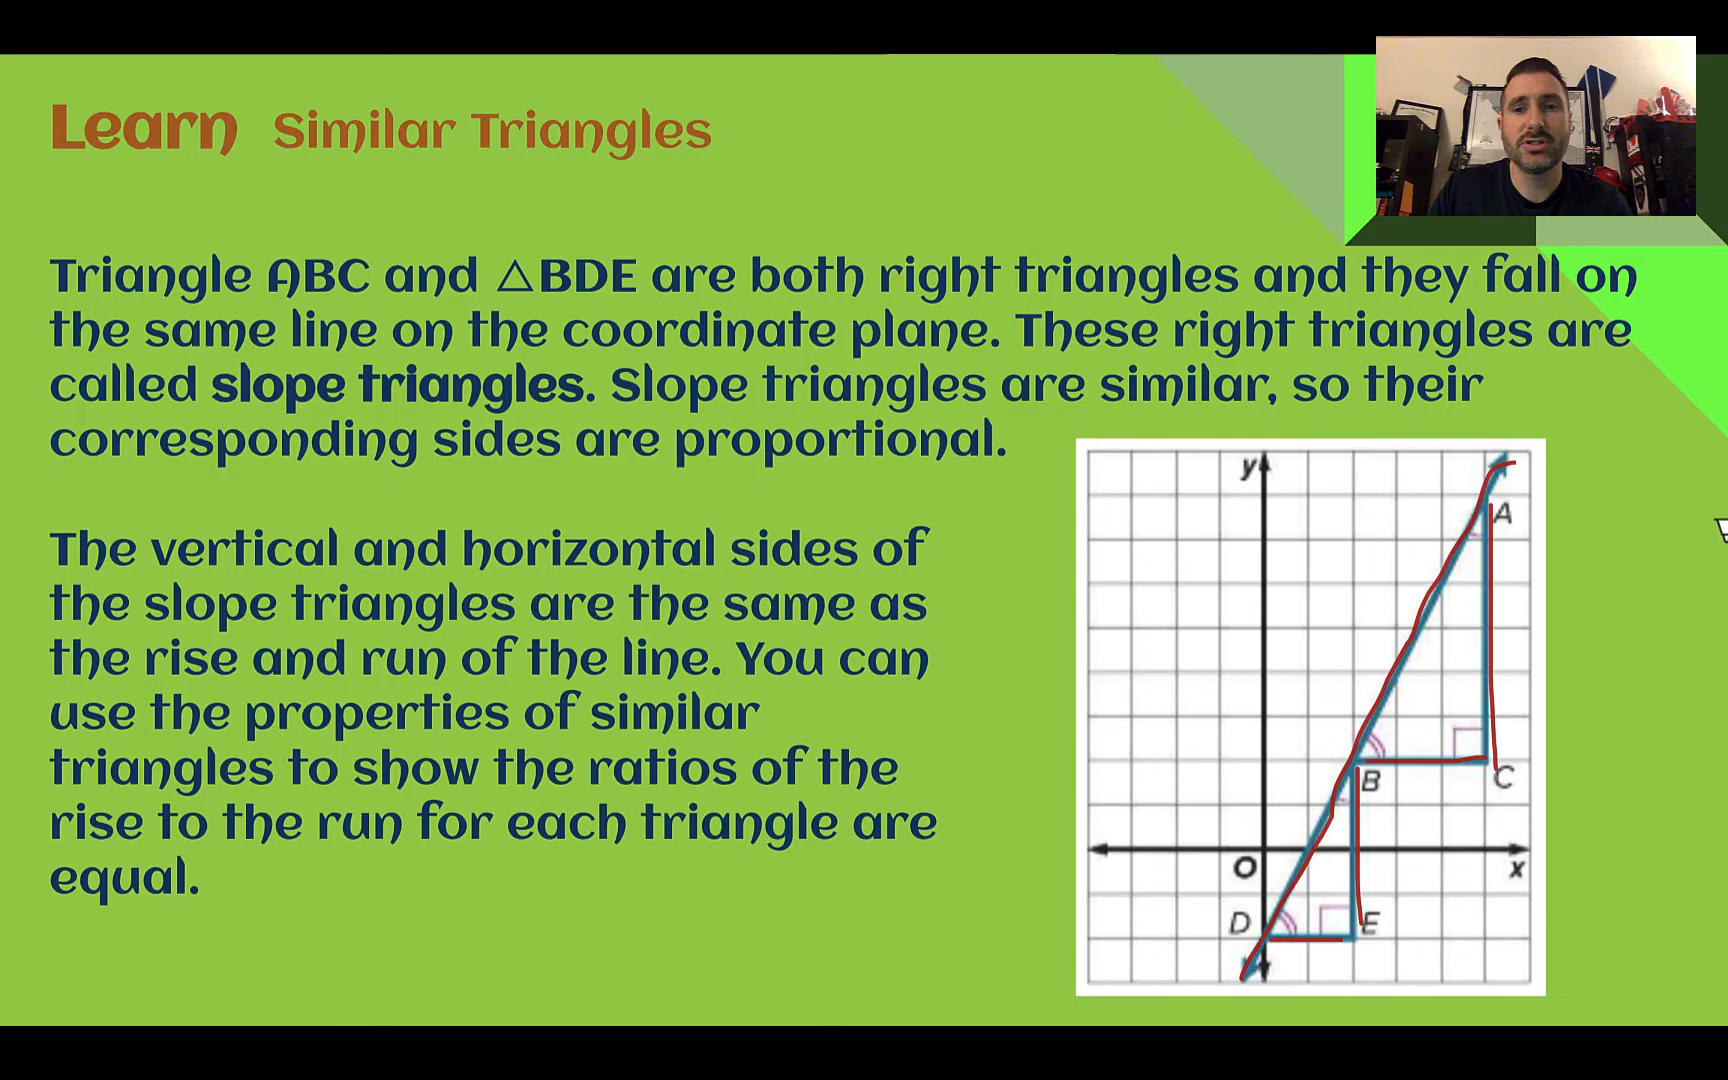 Learn Similar Triangles
Triangle ABC and △BDE are both right triangles and they fall on
the same line on the coordinate plane. These right triangles are
called slope triangles. Slope triangles are similar, so their
corresponding sides are proportional.
The vertical and horizontal sides of
the slope triangles are the same as
the rise and run of the line. You can
use the properties of similar
triangles to show the ratios of the
rise to the run for each triangle are
equal.
y
A
B
C
O
x
D
E